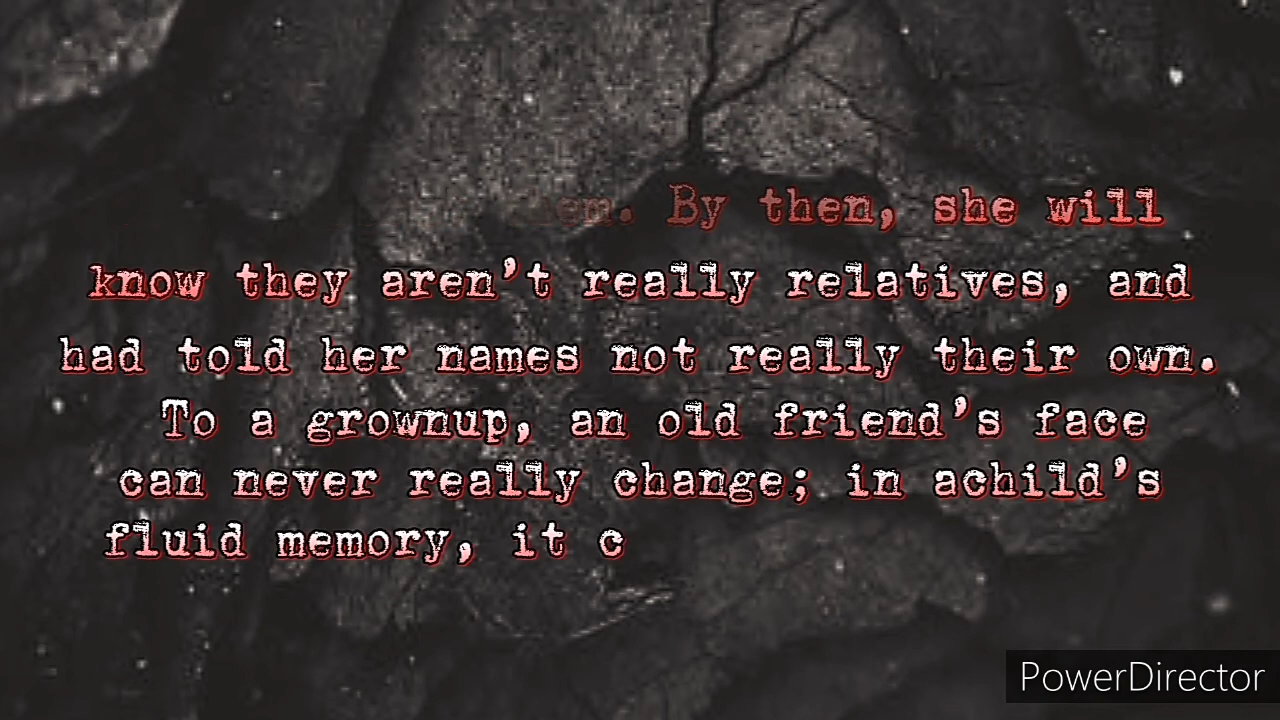 By then, she will
know they aren't really relatives, and
had told her names not really their own.
To a grownup, an old friend's face
can never really change; in achild's
fluid memory, it c
PowerDirector